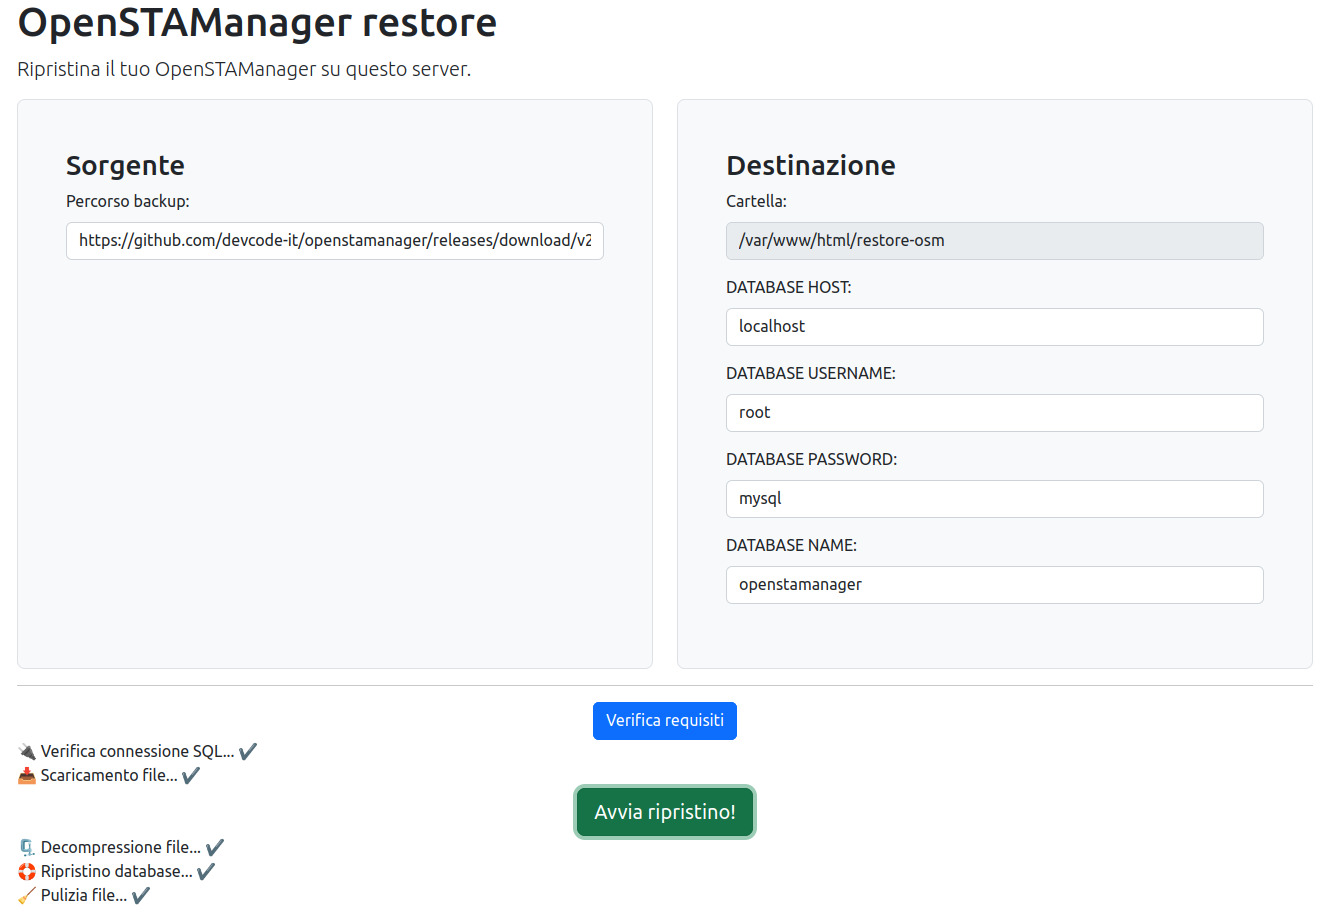 OpenSTAManager restore
Ripristina il tuo OpenSTAManager su questo server.
Sorgente
Percorso backup:
https://github.com/devcode-it/openstamanager/releases/download/v2
Destinazione
Cartella:
/var/www/html/restore-osm
DATABASE HOST:
localhost
DATABASE USERNAME:
root
DATABASE PASSWORD:
mysql
DATABASE NAME:
openstamanager
Verifica requisiti
Verifica connessione SQL...
Scaricamento file...
Avvia ripristino!
Decompressione file...
Ripristino database...
Pulizia file...